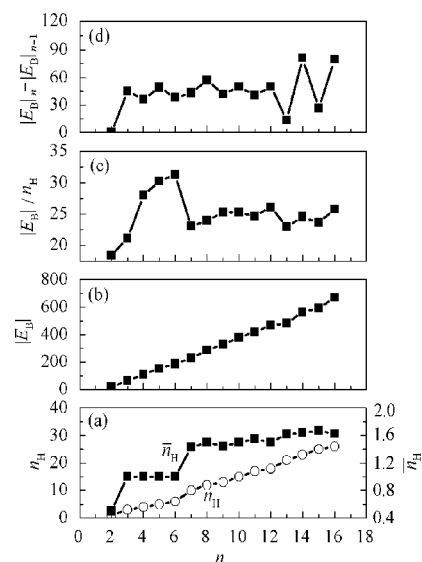 (d)
|E_B|_n−|E_B|_{n−1}
120
90
60
30
0
(c)
|E_B| / n_H
35
30
25
20
(b)
|E_B|
800
600
400
200
0
(a)
n_H
40
30
20
10
0
n̅_H
n_H
2.0
1.6
1.2
0.8
0.4
n̅_H
0 2 4 6 8 10 12 14 16 18
n